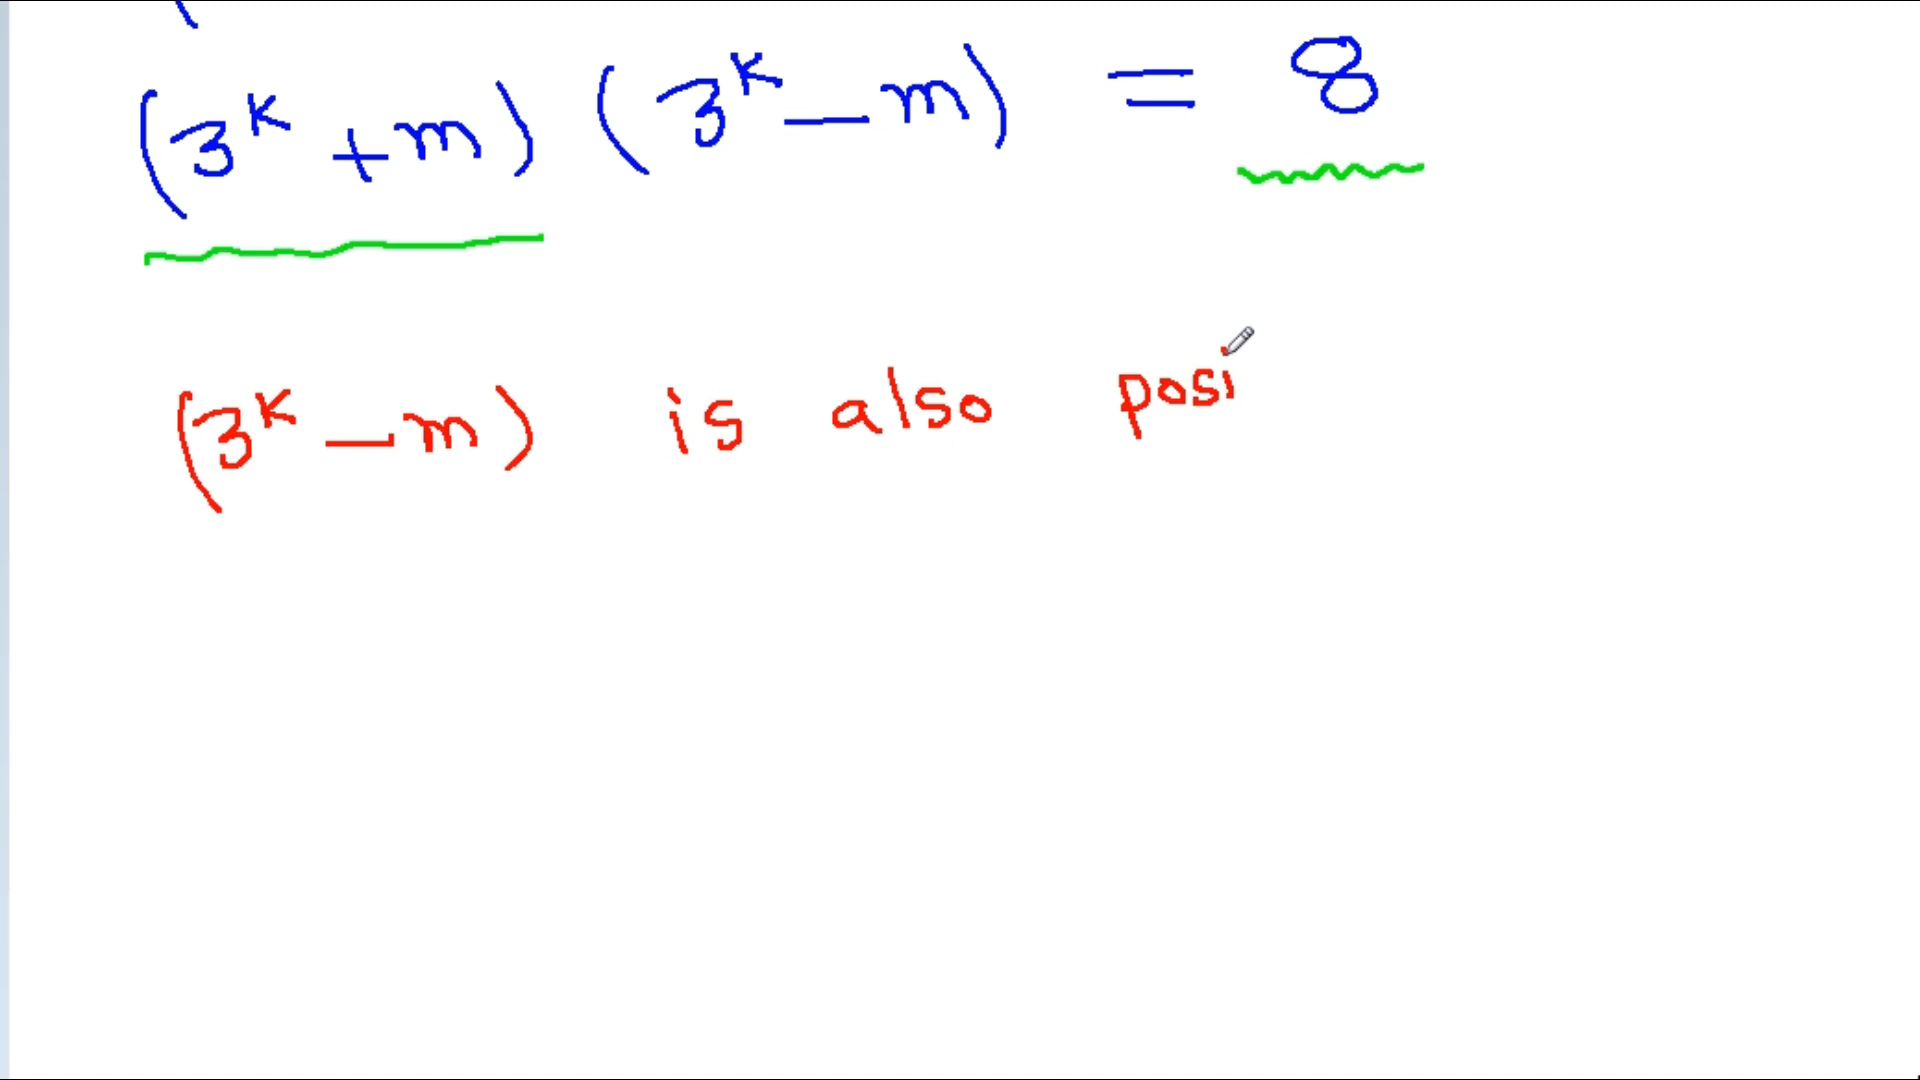 (3^k + m) (3^k - m) = 8
(3^k - m) is also posi